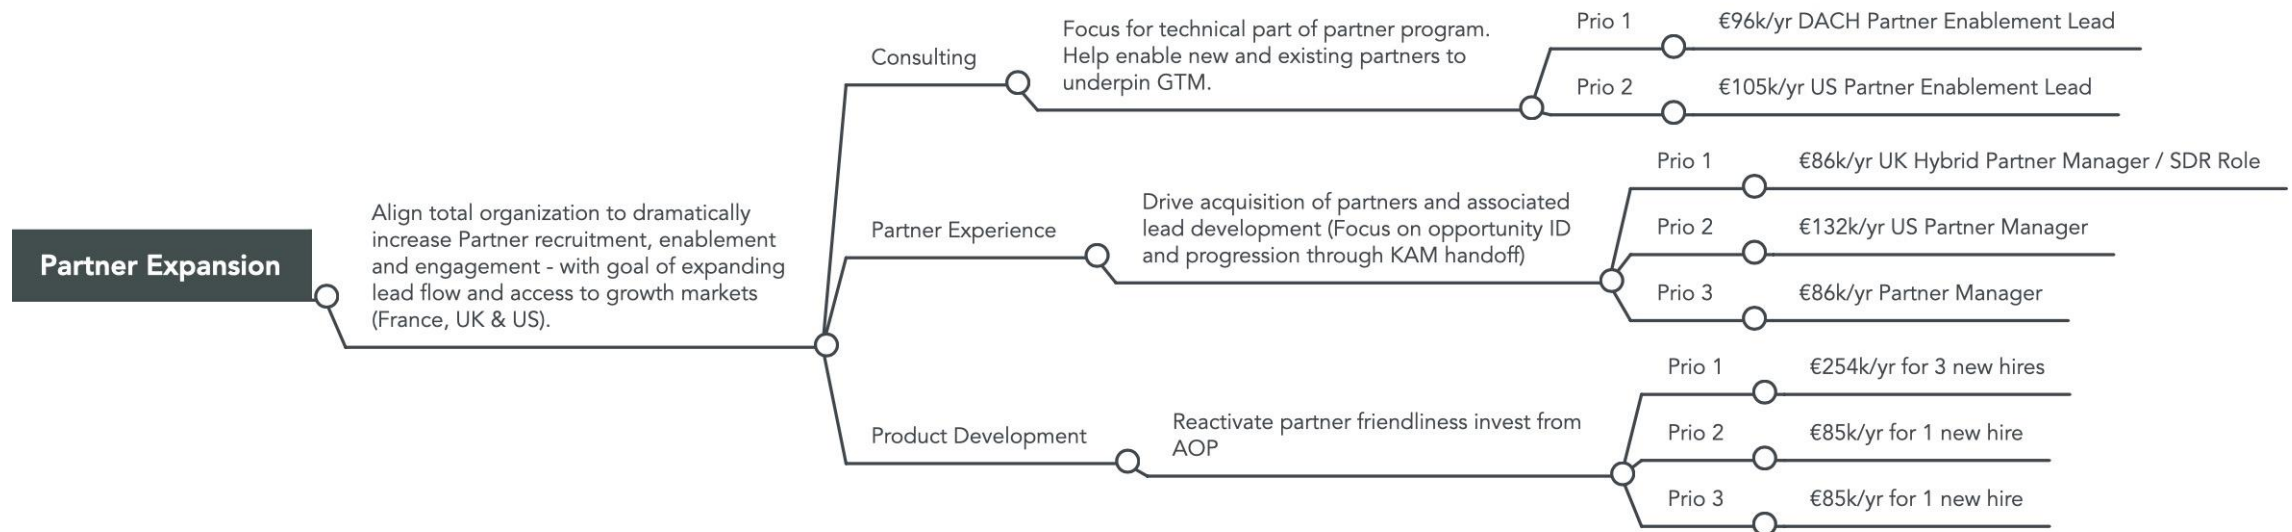 Partner Expansion
Align total organization to dramatically
increase Partner recruitment, enablement
and engagement - with goal of expanding
lead flow and access to growth markets
(France, UK & US).
Consulting
Focus for technical part of partner program.
Help enable new and existing partners to
underpin GTM.
Prio 1
€96k/yr DACH Partner Enablement Lead
Prio 2
€105k/yr US Partner Enablement Lead
Partner Experience
Drive acquisition of partners and associated
lead development (Focus on opportunity ID
and progression through KAM handoff)
Prio 1
€86k/yr UK Hybrid Partner Manager / SDR Role
Prio 2
€132k/yr US Partner Manager
Prio 3
€86k/yr Partner Manager
Product Development
Reactivate partner friendliness invest from
AOP
Prio 1
€254k/yr for 3 new hires
Prio 2
€85k/yr for 1 new hire
Prio 3
€85k/yr for 1 new hire